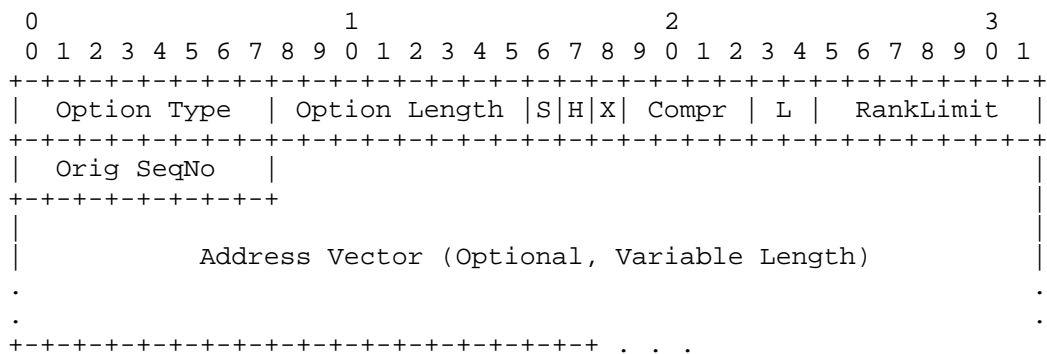 0                   1                   2                   3
 0 1 2 3 4 5 6 7 8 9 0 1 2 3 4 5 6 7 8 9 0 1 2 3 4 5 6 7 8 9 0 1
+-+-+-+-+-+-+-+-+-+-+-+-+-+-+-+-+-+-+-+-+-+-+-+-+-+-+-+-+-+-+-+-+
|  Option Type  | Option Length |S|H|X| Compr | L |   RankLimit   |
+-+-+-+-+-+-+-+-+-+-+-+-+-+-+-+-+-+-+-+-+-+-+-+-+-+-+-+-+-+-+-+-+
|  Orig SeqNo   |                                               |
+-+-+-+-+-+-+-+-+                                               |
|                                                               |
|           Address Vector (Optional, Variable Length)          |
.                                                               .
.                                                               .
+-+-+-+-+-+-+-+-+-+-+-+-+-+-+-+-+-+-+ . . .